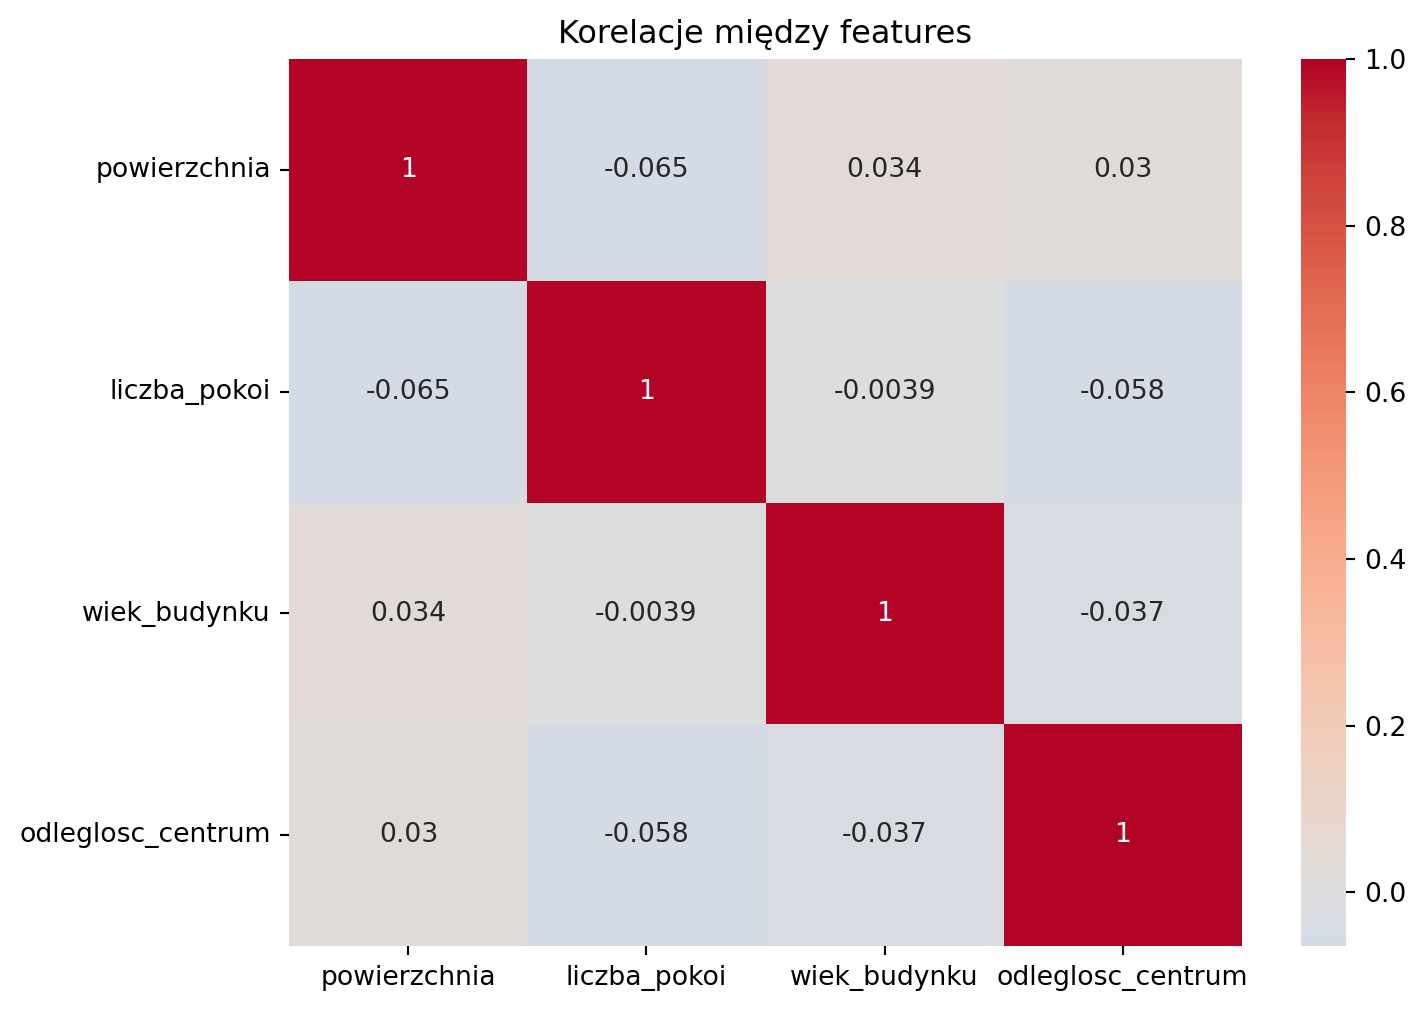 Korelacje między features
1.0
powierzchnia 1 -0.065 0.034 0.03
0.8
liczba_pokoi -0.065 1 -0.0039 -0.058
0.6
0.4
wiek_budynku 0.034 -0.0039 1 -0.037
0.2
odleglosc_centrum 0.03 -0.058 -0.037 1
0.0
powierzchnia liczba_pokoi wiek_budynku odleglosc_centrum